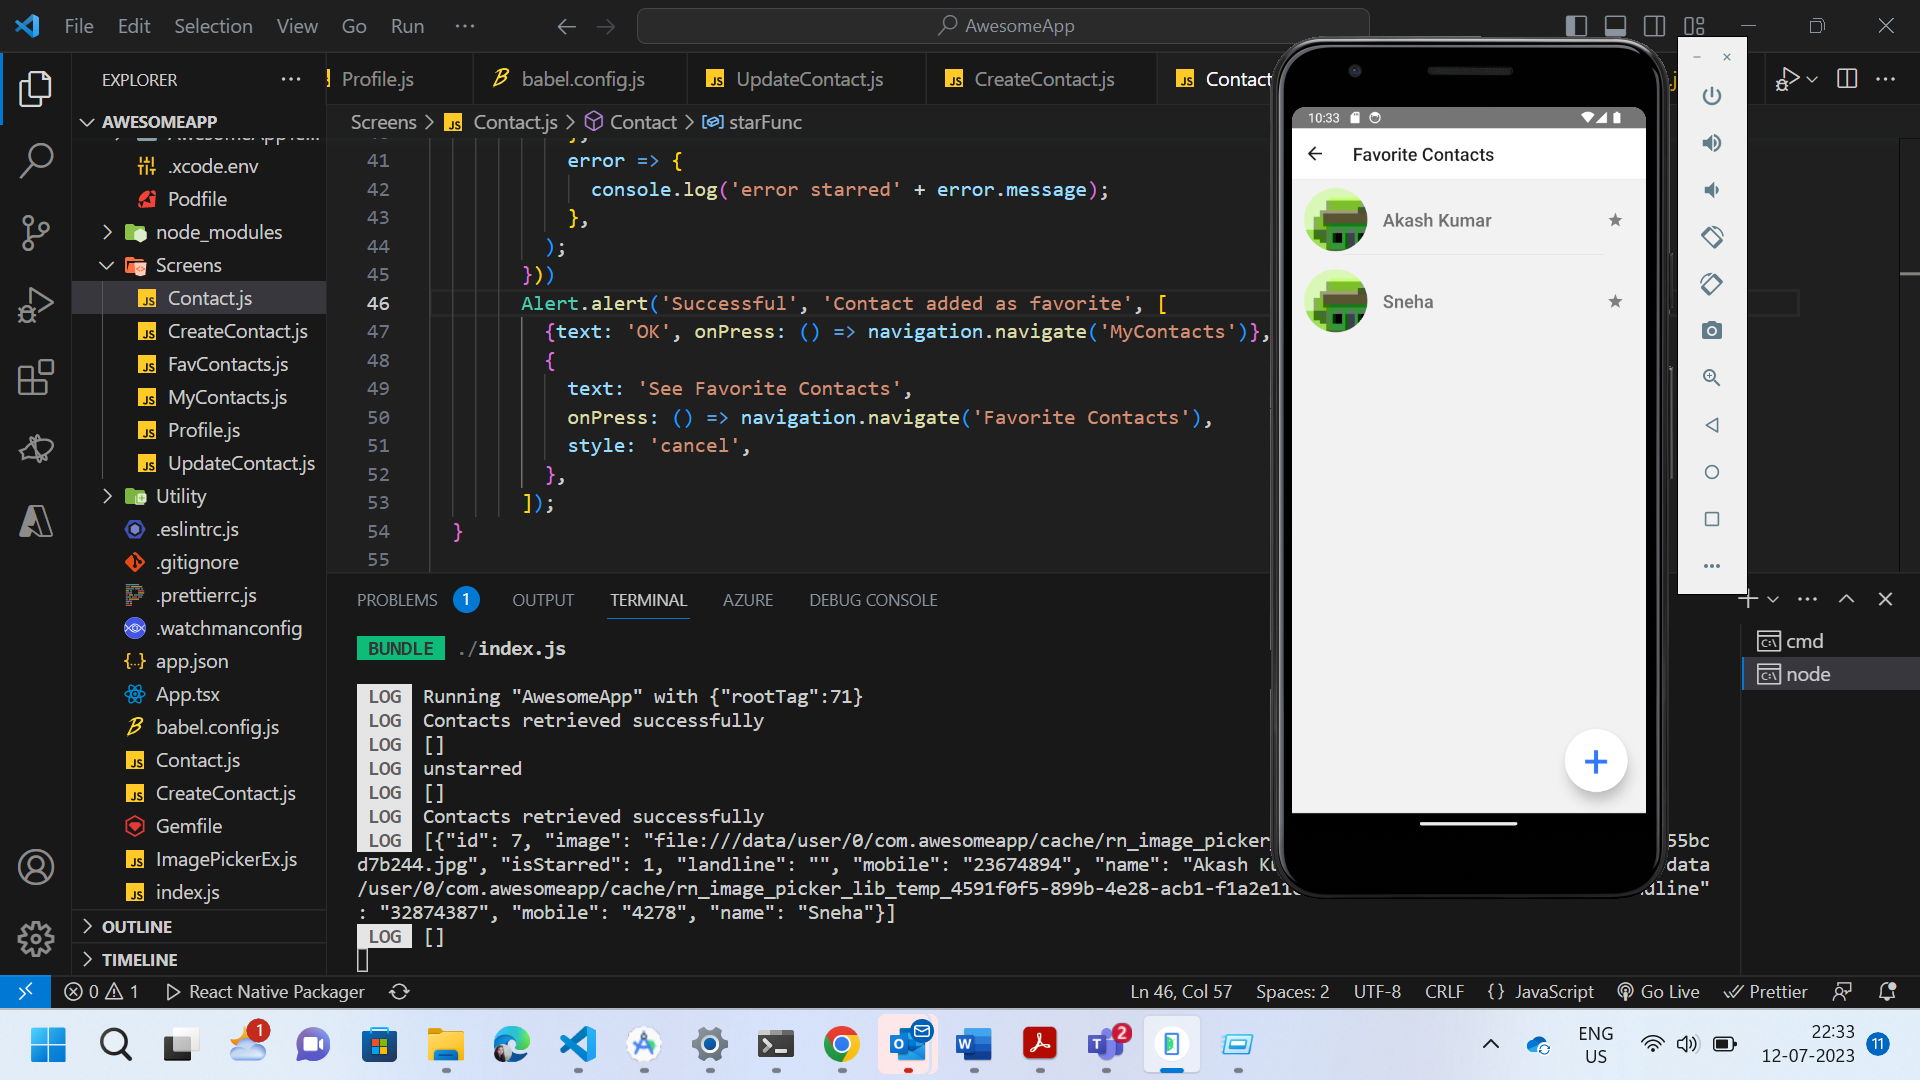 File Edit Selection View Go Run ···
AwesomeApp
EXPLORER
Profile.js
babel.config.js
UpdateContact.js
CreateContact.js
Contact
AWESOMEAPP
Screens > Contact.js > Contact > starFunc
.xcode.env
Podfile
node_modules
Screens
Contact.js
CreateContact.js
FavContacts.js
MyContacts.js
Profile.js
UpdateContact.js
Utility
.eslintrc.js
.gitignore
.prettierrc.js
.watchmanconfig
app.json
App.tsx
babel.config.js
Contact.js
CreateContact.js
Gemfile
ImagePickerEx.js
index.js
OUTLINE
TIMELINE
41 error => {
42 console.log('error starred' + error.message);
43 },
44 );
45 }))
46 Alert.alert('Successful', 'Contact added as favorite', [
47 {text: 'OK', onPress: () => navigation.navigate('MyContacts')},
48 {
49 text: 'See Favorite Contacts',
50 onPress: () => navigation.navigate('Favorite Contacts'),
51 style: 'cancel',
52 },
53 ]);
54 }
55
PROBLEMS 1 OUTPUT TERMINAL AZURE DEBUG CONSOLE
BUNDLE ./index.js
LOG Running "AwesomeApp" with {"rootTag":71}
LOG Contacts retrieved successfully
LOG []
LOG unstarred
LOG []
LOG Contacts retrieved successfully
LOG [{"id": 7, "image": "file:///data/user/0/com.awesomeapp/cache/rn_image_picker_ 55bc
d7b244.jpg", "isStarred": 1, "landline": "", "mobile": "23674894", "name": "Akash K data
/user/0/com.awesomeapp/cache/rn_image_picker_lib_temp_4591f0f5-899b-4e28-acb1-f1a2e11 dline"
: "32874387", "mobile": "4278", "name": "Sneha"}]
LOG []
cmd
node
10:33
Favorite Contacts
Akash Kumar
Sneha
0 1 React Native Packager
Ln 46, Col 57 Spaces: 2 UTF-8 CRLF {} JavaScript Go Live Prettier
1
2
ENG
US
22:33
12-07-2023
11